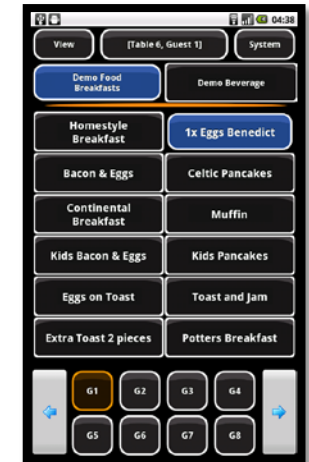 04:38
View [Table 6, Guest 1] System
Demo Food Demo Beverage
Breakfasts
Homestyle 1x Eggs Benedict
Breakfast
Bacon & Eggs Celtic Pancakes
Continental Muffin
Breakfast
Kids Bacon & Eggs Kids Pancakes
Eggs on Toast Toast and Jam
Extra Toast 2 pieces Potters Breakfast
G1 G2 G3 G4
G5 G6 G7 G8